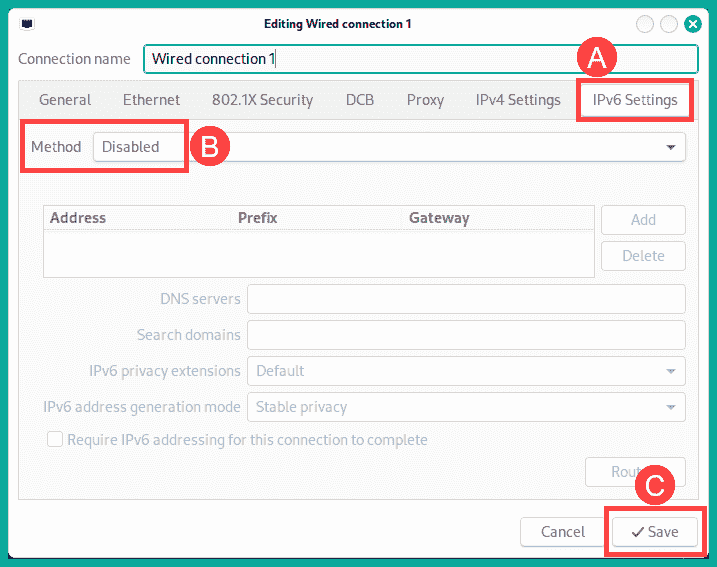 Editing Wired connection 1
Connection name Wired connection 1
A
General Ethernet 802.1X Security DCB Proxy IPv4 Settings IPv6 Settings
Method Disabled B
Address Prefix Gateway Add
Delete
DNS servers
Search domains
IPv6 privacy extensions Default
IPv6 address generation mode Stable privacy
Require IPv6 addressing for this connection to complete
C
Cancel Save